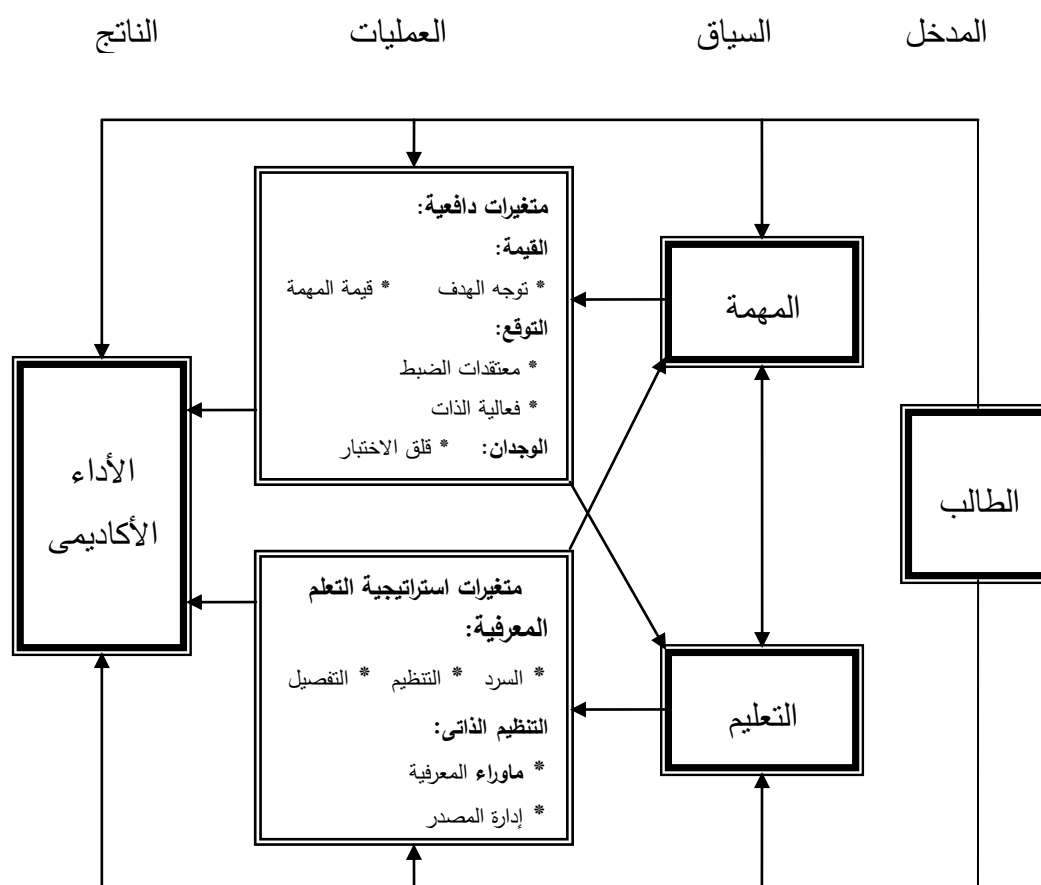 المدخل
السياق
العمليات
الناتج
متغيرات دافعية:
القيمة:
* توجه الهدف * قيمة المهمة
التوقع:
* معتقدات الضبط
* فعالية الذات
الوجدان: * قلق الاختبار
المهمة
الطالب
الأداء
الأكاديمى
متغيرات استراتيجية التعلم
المعرفية:
* السرد * التنظيم * التفصيل
التنظيم الذاتى:
* ماوراء المعرفية
* إدارة المصدر
التعليم